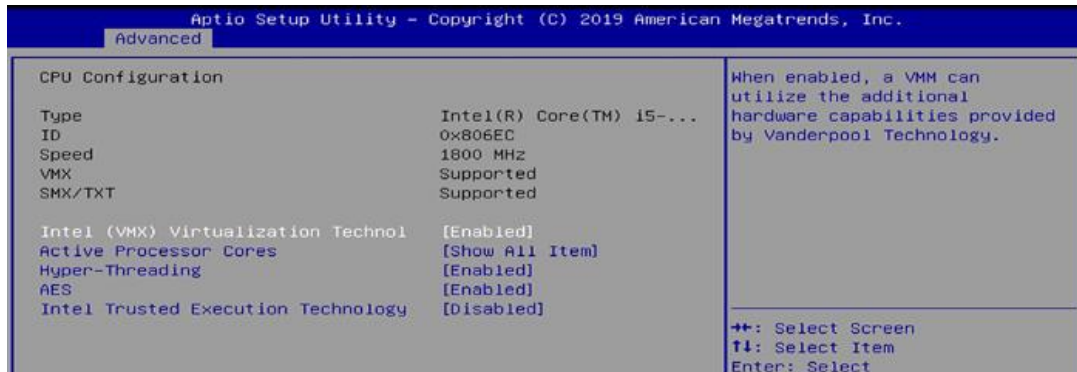 Aptio Setup Utility – Copyright (C) 2019 American Megatrends, Inc.
Advanced
CPU Configuration
Type Intel(R) Core(TM) i5-...
ID 0x806EC
Speed 1800 MHz
VMX Supported
SMX/TXT Supported
Intel (VMX) Virtualization Technol [Enabled]
Active Processor Cores [Show All Item]
Hyper-Threading [Enabled]
AES [Enabled]
Intel Trusted Execution Technology [Disabled]
When enabled, a VMM can
utilize the additional
hardware capabilities provided
by Vanderpool Technology.
→←: Select Screen
↑↓: Select Item
Enter: Select